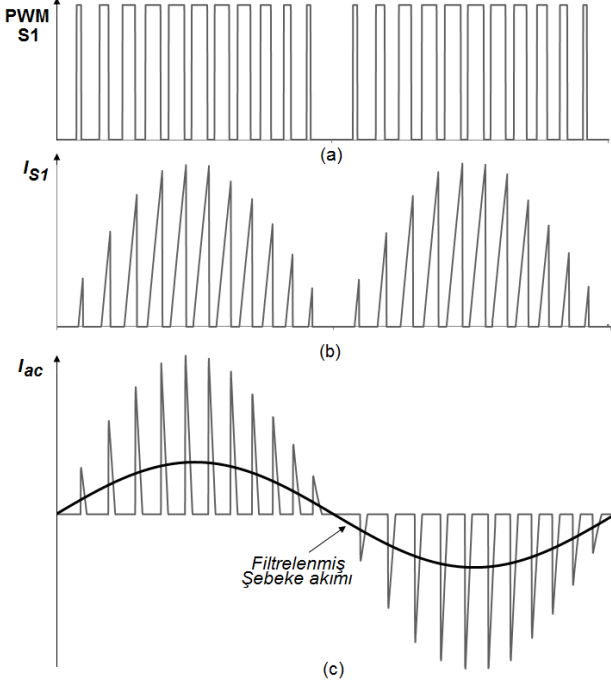 PWM
S1
(a)
IS1
(b)
Iac
Filtrelenmiş
Şebeke akımı
(c)